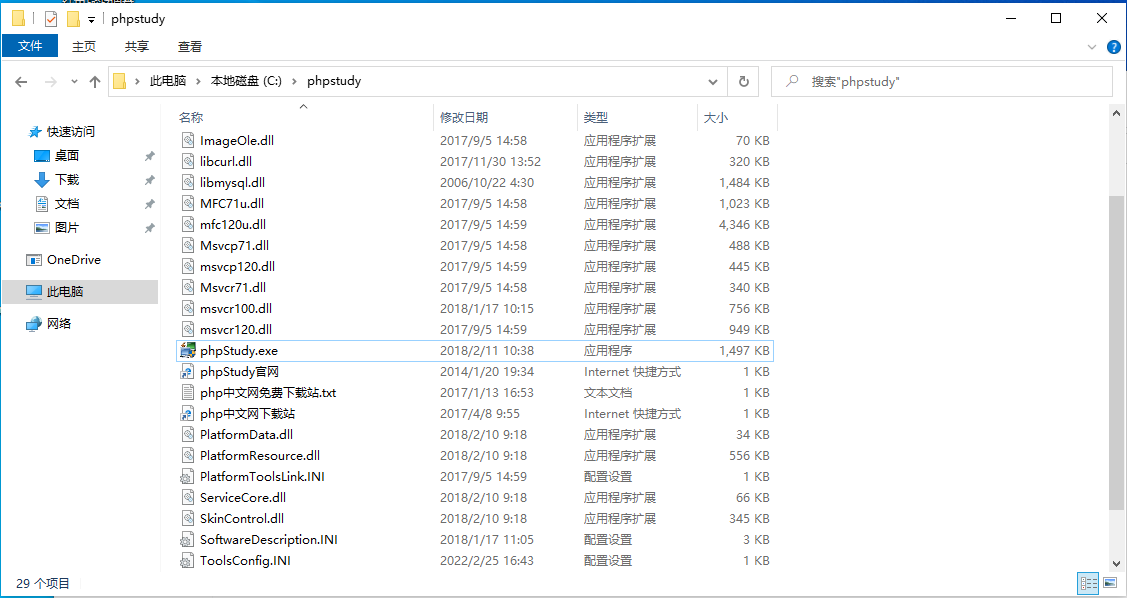 phpstudy
文件 主页 共享 查看
此电脑 本地磁盘 (C:) phpstudy 搜索"phpstudy"
快速访问
桌面
下载
文档
图片
OneDrive
此电脑
网络
名称 修改日期 类型 大小
ImageOle.dll 2017/9/5 14:58 应用程序扩展 70 KB
libcurl.dll 2017/11/30 13:52 应用程序扩展 320 KB
libmysql.dll 2006/10/22 4:30 应用程序扩展 1,484 KB
MFC71u.dll 2017/9/5 14:58 应用程序扩展 1,023 KB
mfc120u.dll 2017/9/5 14:59 应用程序扩展 4,346 KB
Msvcp71.dll 2017/9/5 14:58 应用程序扩展 488 KB
msvcp120.dll 2017/9/5 14:59 应用程序扩展 445 KB
Msvcr71.dll 2017/9/5 14:58 应用程序扩展 340 KB
msvcr100.dll 2018/1/17 10:15 应用程序扩展 756 KB
msvcr120.dll 2017/9/5 14:59 应用程序扩展 949 KB
phpStudy.exe 2018/2/11 10:38 应用程序 1,497 KB
phpStudy官网 2014/1/20 19:34 Internet 快捷方式 1 KB
php中文网免费下载站.txt 2017/1/13 16:53 文本文档 1 KB
php中文网下载站 2017/4/8 9:55 Internet 快捷方式 1 KB
PlatformData.dll 2018/2/10 9:18 应用程序扩展 34 KB
PlatformResource.dll 2018/2/10 9:18 应用程序扩展 556 KB
PlatformToolsLink.INI 2017/9/5 14:59 配置设置 1 KB
ServiceCore.dll 2018/2/10 9:18 应用程序扩展 66 KB
SkinControl.dll 2018/2/10 9:18 应用程序扩展 345 KB
SoftwareDescription.INI 2018/1/17 11:05 配置设置 3 KB
ToolsConfig.INI 2022/2/25 16:43 配置设置 1 KB
29 个项目